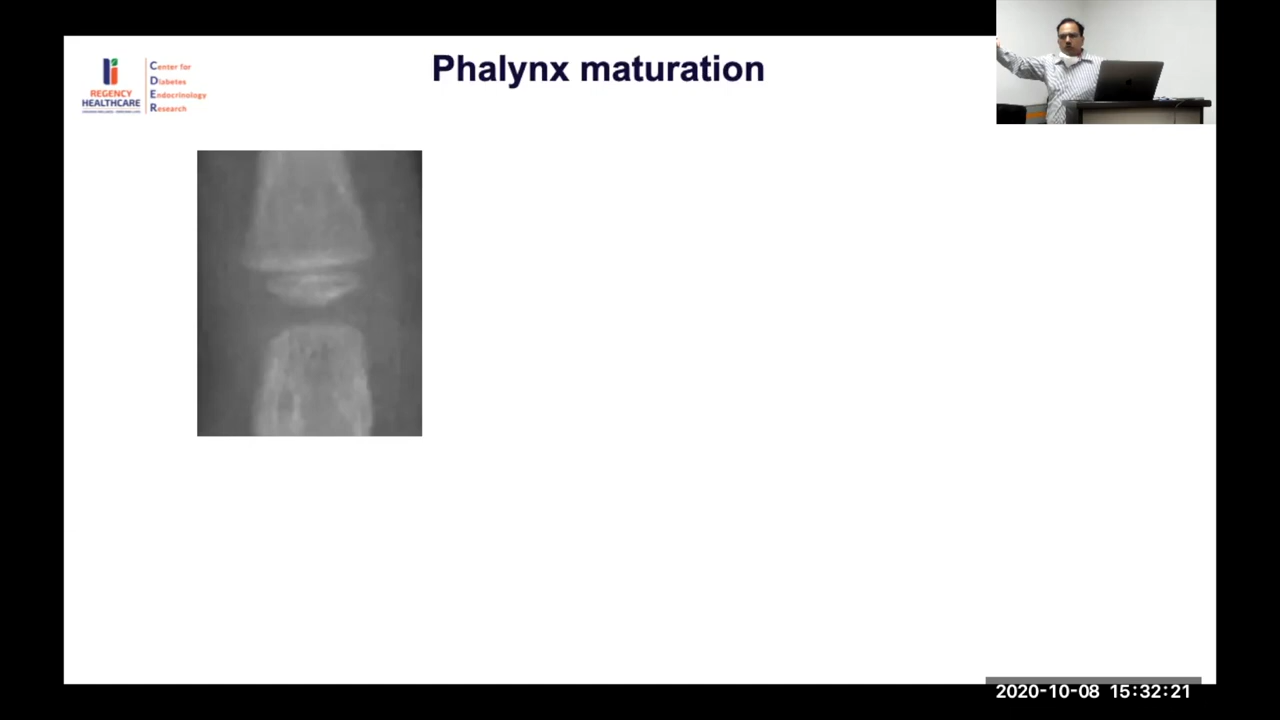 Phalynx maturation
REGENCY
HEALTHCARE
Center for
Diabetes
Endocrinology
Research
2020-10-08 15:32:21